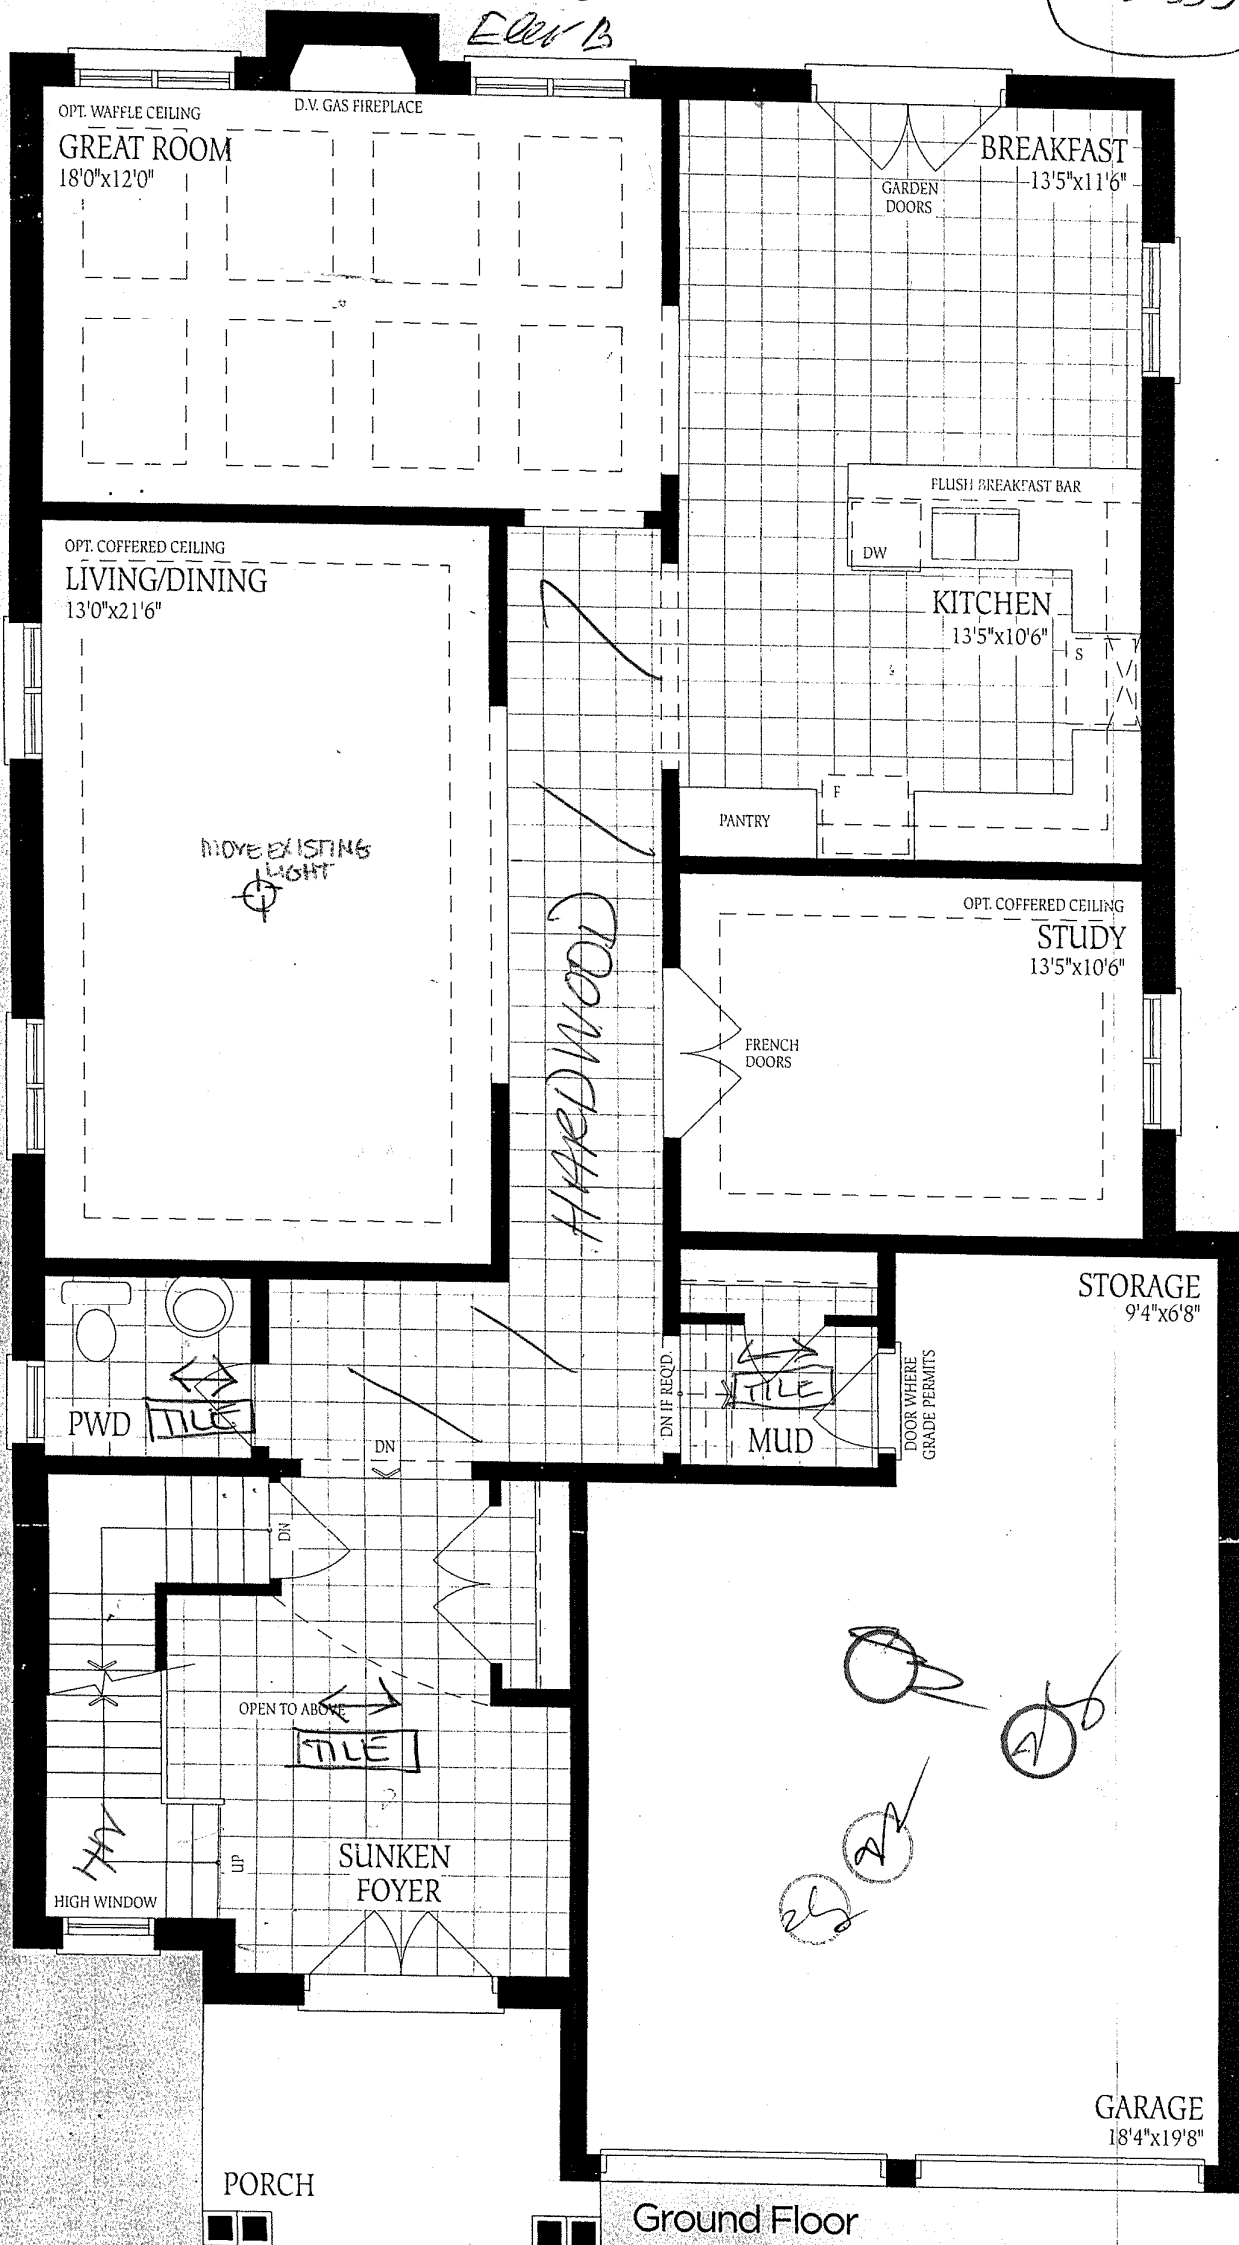 Elev B
OPT. WAFFLE CEILING
GREAT ROOM
18'0"x12'0"
D.V. GAS FIREPLACE
BREAKFAST
13'5"x11'6"
GARDEN
DOORS
FLUSH BREAKFAST BAR
DW
KITCHEN
13'5"x10'6"
S
F
PANTRY
OPT. COFFERED CEILING
LIVING/DINING
13'0"x21'6"
MOVE EXISTING
LIGHT
HARDWOOD
OPT. COFFERED CEILING
STUDY
13'5"x10'6"
FRENCH
DOORS
STORAGE
9'4"x6'8"
PWD
TILE
DN
DN IF REQ'D.
TILE
MUD
DOOR WHERE
GRADE PERMITS
DN
OPEN TO ABOVE
TILE
UP
SUNKEN
FOYER
HIGH WINDOW
GARAGE
18'4"x19'8"
PORCH
Ground Floor